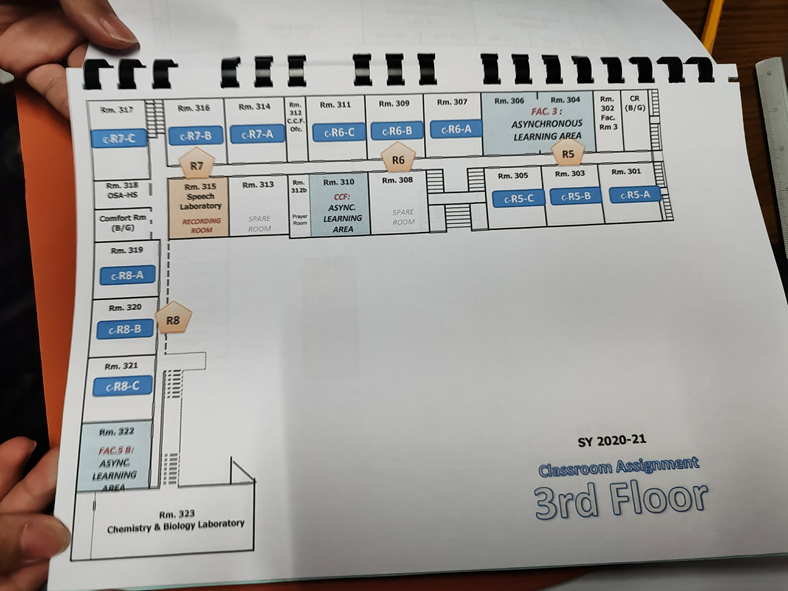 Rm. 317
c-R7-C
Rm. 316
c-R7-B
Rm. 314
c-R7-A
Rm.
312
C.C.F.
Ofc.
Rm. 311
c-R6-C
Rm. 309
c-R6-B
Rm. 307
c-R6-A
Rm. 306 Rm. 304
FAC. 3 :
ASYNCHRONOUS
LEARNING AREA
Rm.
302
Fac.
Rm 3
CR
(B/G)
R7
R6
R5
Rm. 318
OSA-HS
Comfort Rm
(B/G)
Rm. 315
Speech
Laboratory
RECORDING
ROOM
Rm. 313
SPARE
ROOM
Rm.
312b
Prayer
Room
Rm. 310
CCF:
ASYNC.
LEARNING
AREA
Rm. 308
SPARE
ROOM
Rm. 305
c-R5-C
Rm. 303
c-R5-B
Rm. 301
c-R5-A
Rm. 319
c-R8-A
Rm. 320
c-R8-B
R8
Rm. 321
c-R8-C
Rm. 322
FAC.5 B:
ASYNC.
LEARNING
AREA
Rm. 323
Chemistry & Biology Laboratory
SY 2020-21
Classroom Assignment
3rd Floor